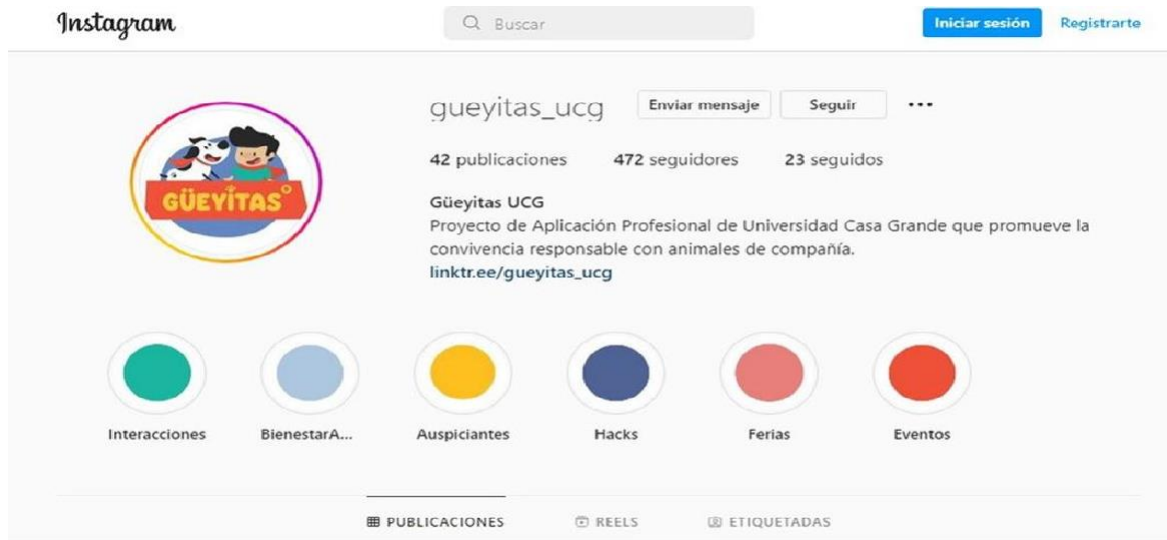 Instagram
Buscar
Iniciar sesión
Registrarte
gueyitas_ucg
Enviar mensaje
Seguir
42 publicaciones 472 seguidores 23 seguidos
GÜEYITAS
Güeyitas UCG
Proyecto de Aplicación Profesional de Universidad Casa Grande que promueve la
convivencia responsable con animales de compañía.
linktr.ee/gueyitas_ucg
Interacciones BienestarA... Auspiciantes Hacks Ferias Eventos
PUBLICACIONES REELS ETIQUETADAS